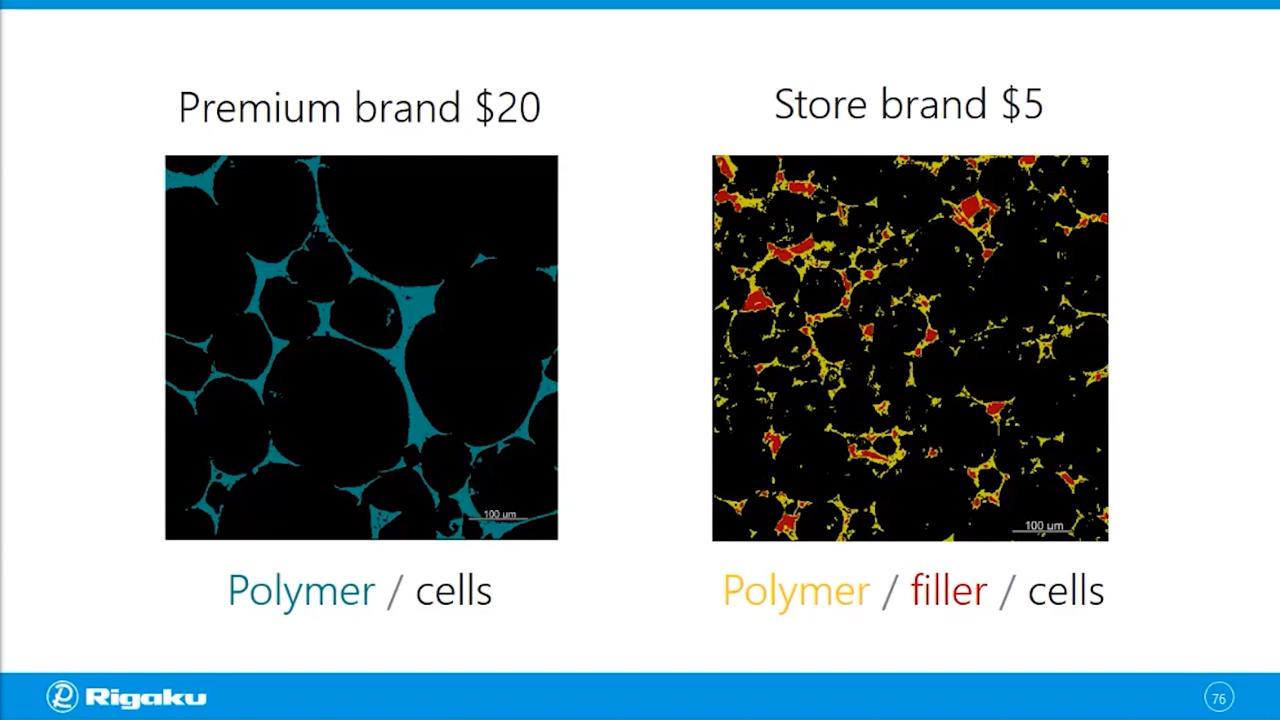 Premium brand $20
Store brand $5
100 um
100 um
Polymer / cells
Polymer / filler / cells
Rigaku
76